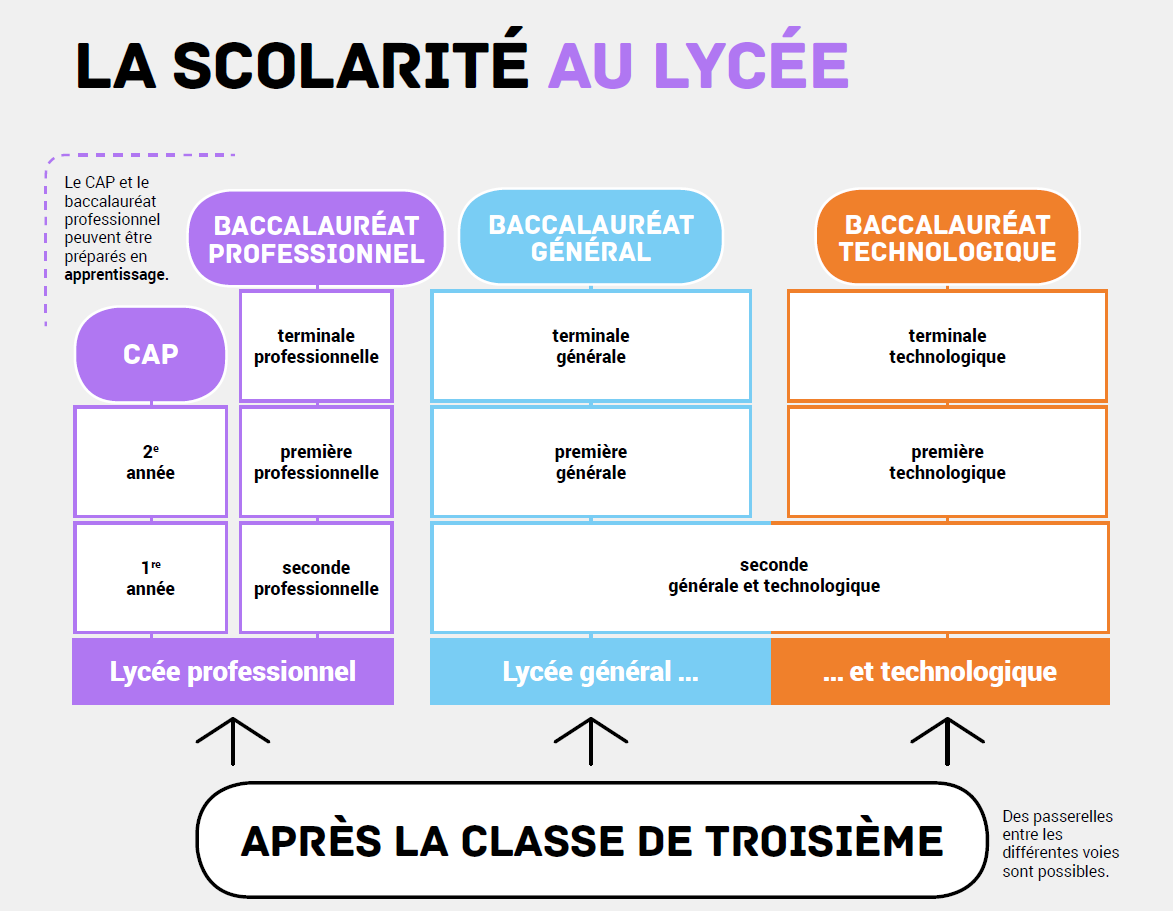 LA SCOLARITÉ AU LYCÉE
Le CAP et le
baccalauréat
professionnel
peuvent être
préparés en
apprentissage.
BACCALAURÉAT
PROFESSIONNEL
BACCALAURÉAT
GÉNÉRAL
BACCALAURÉAT
TECHNOLOGIQUE
CAP
terminale
professionnelle
terminale
générale
terminale
technologique
2e
année
première
professionnelle
première
générale
première
technologique
1re
année
seconde
professionnelle
seconde
générale et technologique
Lycée professionnel
Lycée général ...
... et technologique
APRÈS LA CLASSE DE TROISIÈME
Des passerelles
entre les
différentes voies
sont possibles.